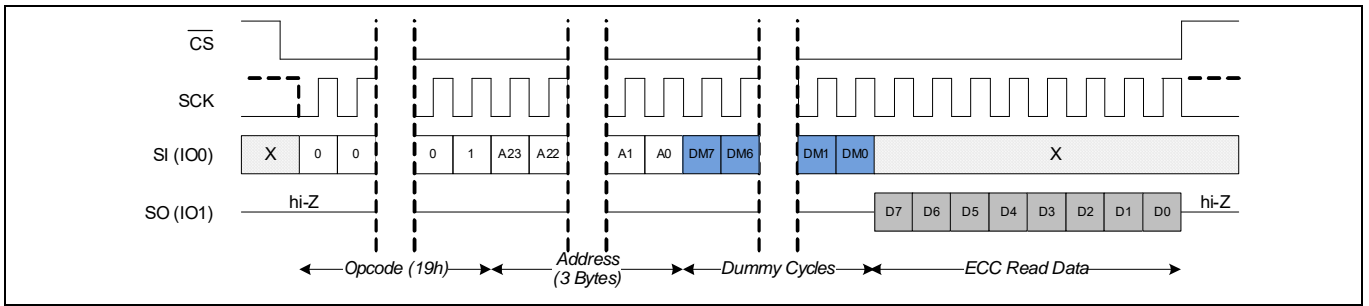 CS
SCK
SI (IO0) X 0 0 0 1 A23 A22 A1 A0 DM7 DM6 DM1 DM0 X
SO (IO1) hi-Z D7 D6 D5 D4 D3 D2 D1 D0 hi-Z
Opcode (19h) Address Dummy Cycles ECC Read Data
(3 Bytes)